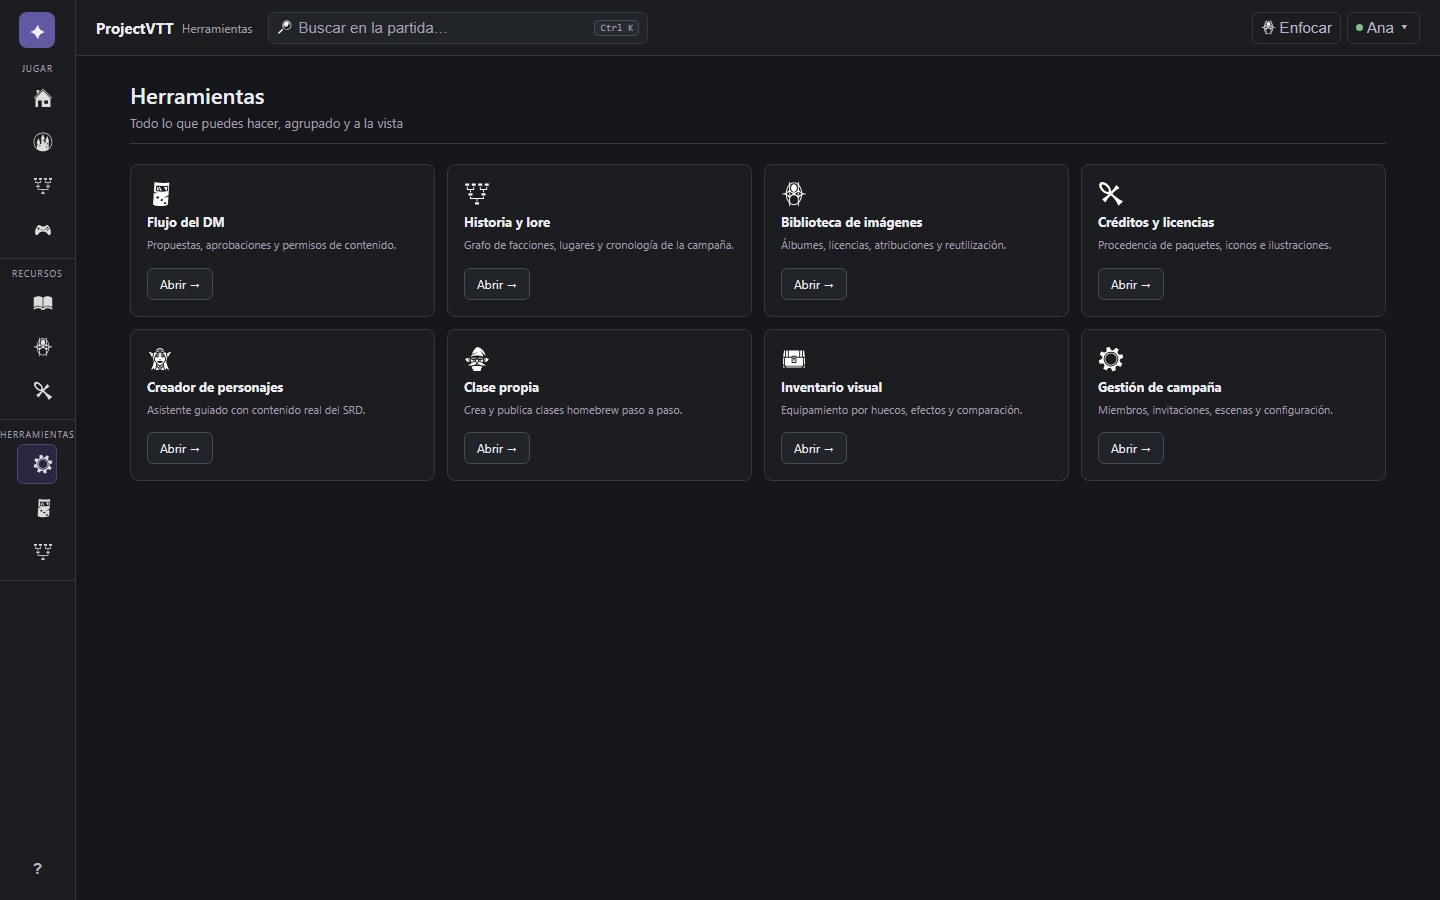 ProjectVTT Herramientas
Buscar en la partida…
Ctrl K
Enfocar
Ana
JUGAR
RECURSOS
HERRAMIENTAS
?
Herramientas
Todo lo que puedes hacer, agrupado y a la vista
Flujo del DM
Propuestas, aprobaciones y permisos de contenido.
Abrir →
Historia y lore
Grafo de facciones, lugares y cronología de la campaña.
Abrir →
Biblioteca de imágenes
Álbumes, licencias, atribuciones y reutilización.
Abrir →
Créditos y licencias
Procedencia de paquetes, iconos e ilustraciones.
Abrir →
Creador de personajes
Asistente guiado con contenido real del SRD.
Abrir →
Clase propia
Crea y publica clases homebrew paso a paso.
Abrir →
Inventario visual
Equipamiento por huecos, efectos y comparación.
Abrir →
Gestión de campaña
Miembros, invitaciones, escenas y configuración.
Abrir →